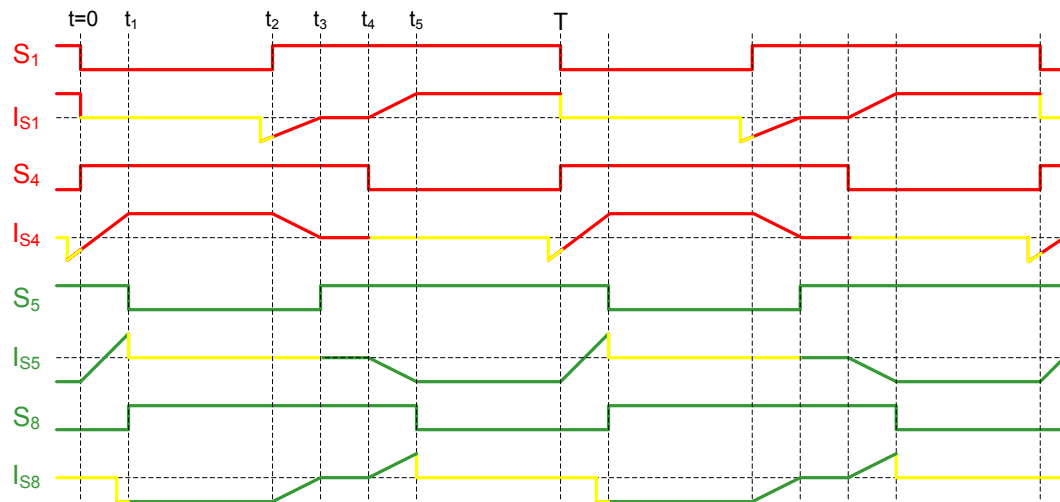 t=0 t₁ t₂ t₃ t₄ t₅ T
S₁
I_S1
S₄
I_S4
S₅
I_S5
S₈
I_S8